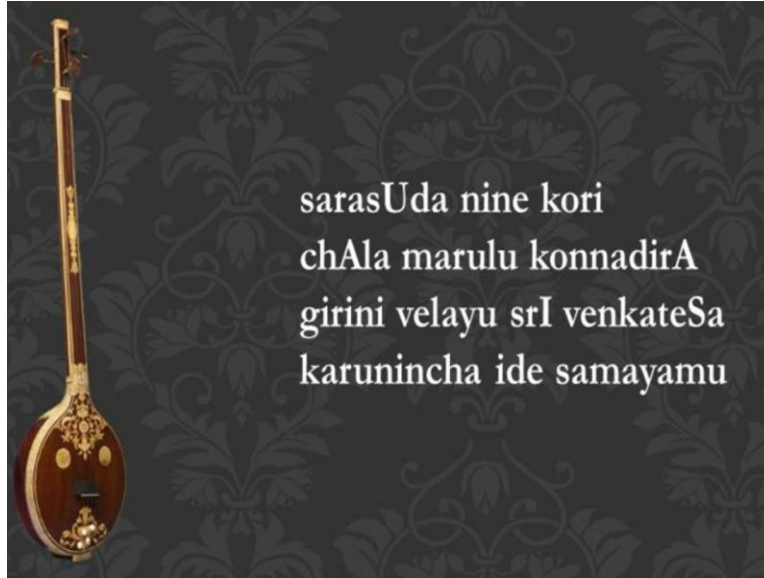 sarasUda nine kori
chAla marulu konnadirA
girini velayu srI venkateSa
karunincha ide samayamu